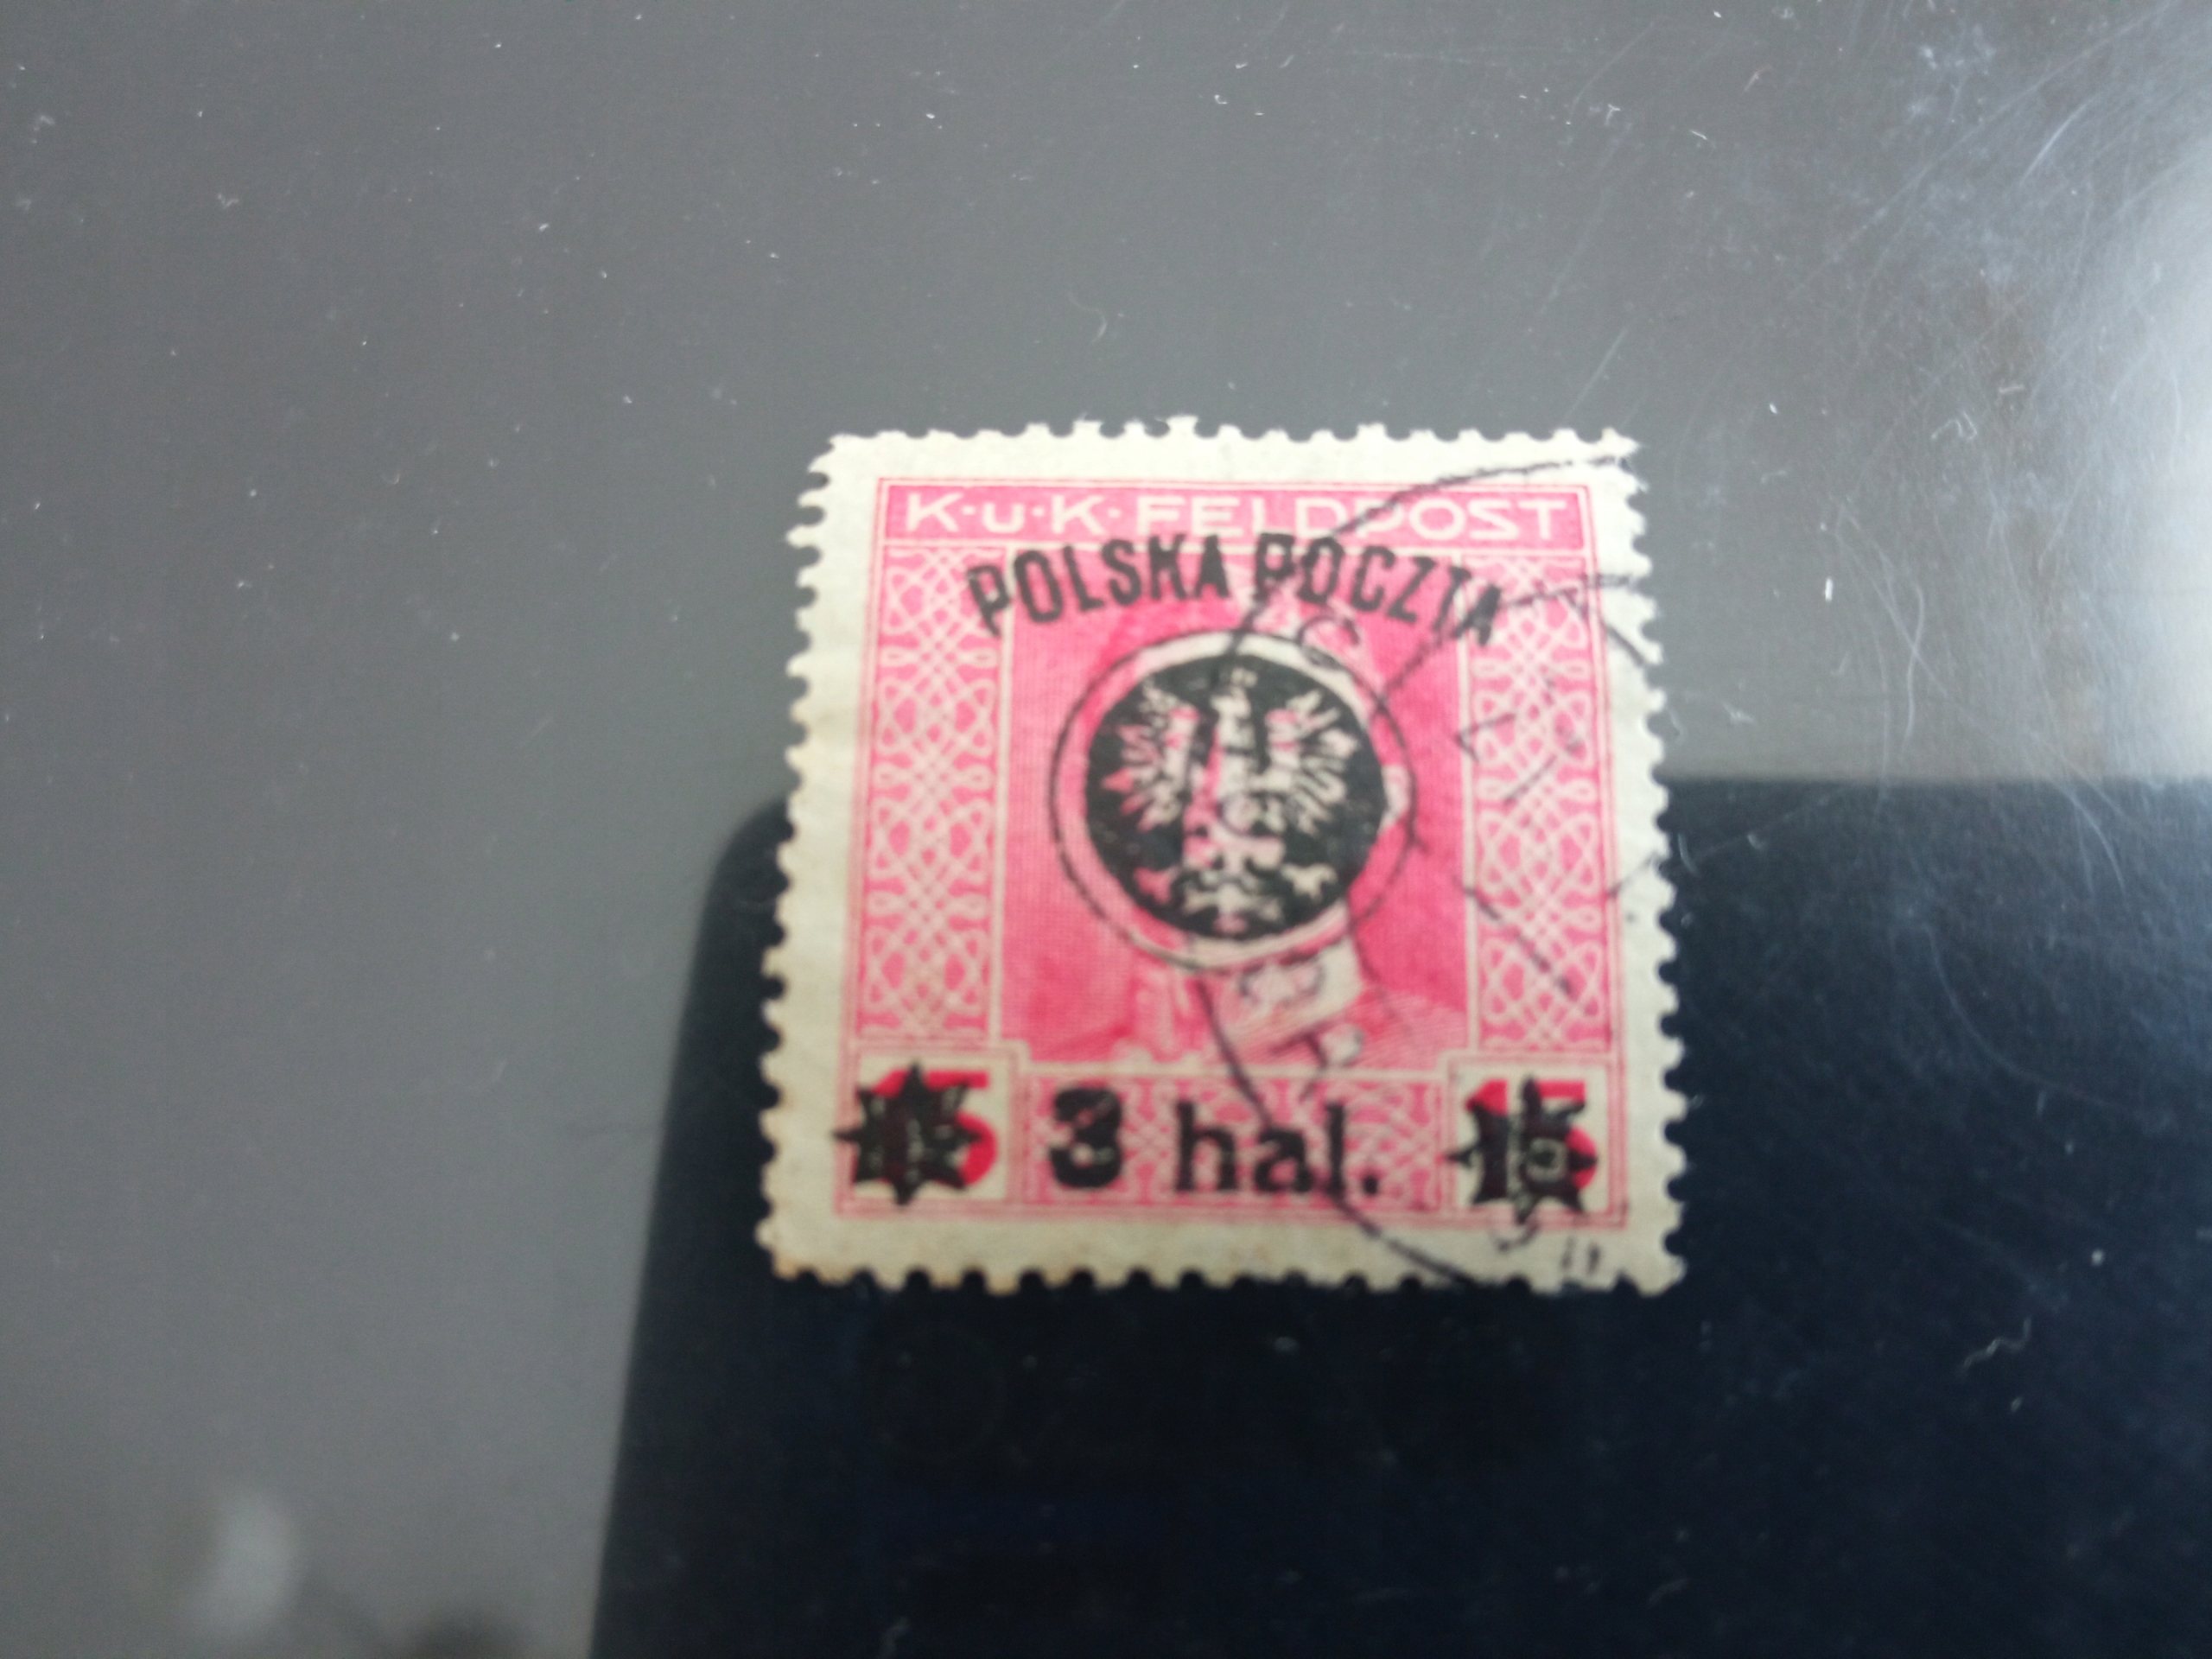 K·u·K·FELDPOST
POLSKA POCZTA
15 3 hal. 15